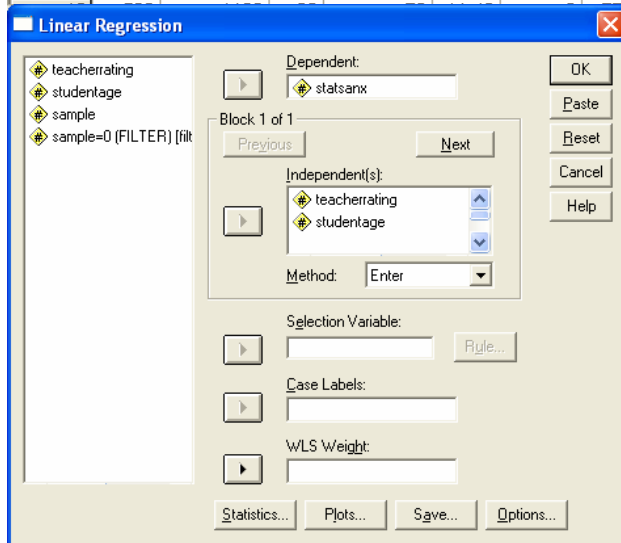 Linear Regression
teacherrating
studentage
sample
sample=0 (FILTER) [filt
Dependent:
statsanx
Block 1 of 1
Previous
Next
Independent(s):
teacherrating
studentage
Method:
Enter
Selection Variable:
Rule...
Case Labels:
WLS Weight:
Statistics...
Plots...
Save...
Options...
OK
Paste
Reset
Cancel
Help